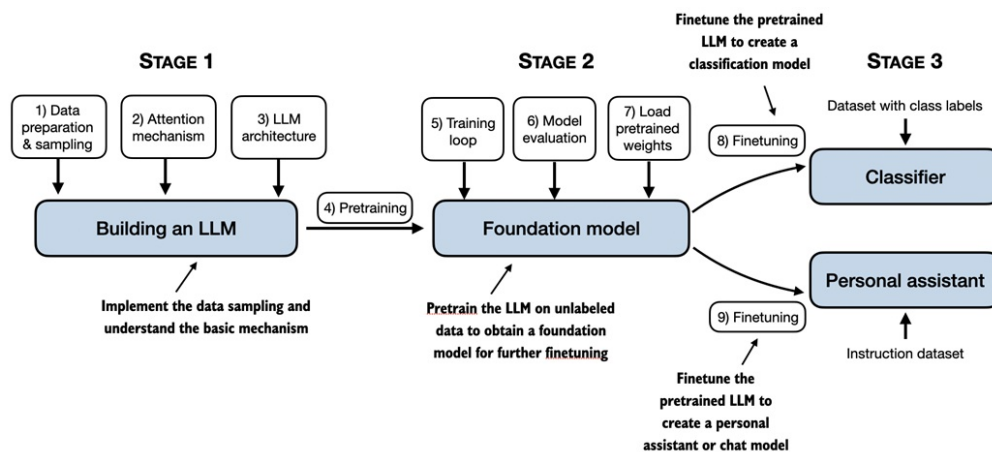 STAGE 1
1) Data
preparation
& sampling
2) Attention
mechanism
3) LLM
architecture
Building an LLM
Implement the data sampling and
understand the basic mechanism
4) Pretraining
STAGE 2
5) Training
loop
6) Model
evaluation
7) Load
pretrained
weights
Foundation model
Pretrain the LLM on unlabeled
data to obtain a foundation
model for further finetuning
Finetune the pretrained
LLM to create a
classification model
8) Finetuning
STAGE 3
Dataset with class labels
Classifier
Personal assistant
Instruction dataset
9) Finetuning
Finetune the
pretrained LLM to
create a personal
assistant or chat model